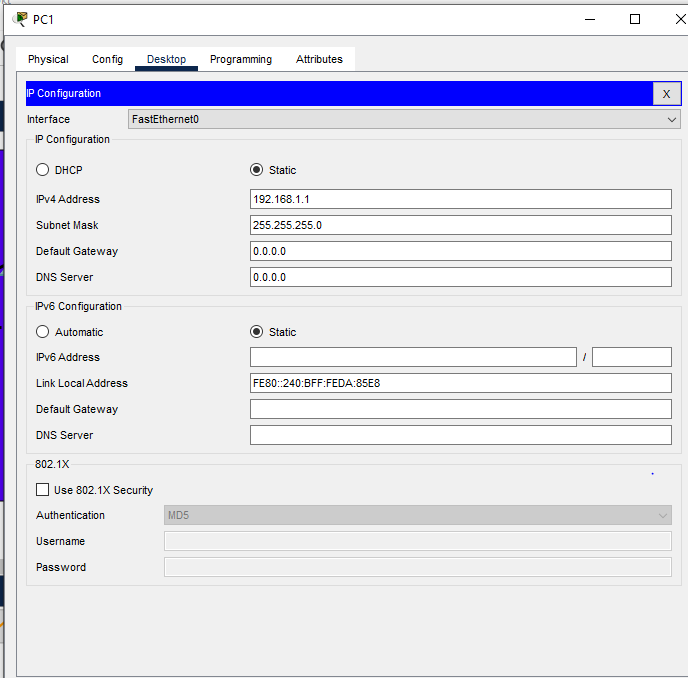 PC1
Physical Config Desktop Programming Attributes
IP Configuration X
Interface FastEthernet0
IP Configuration
DHCP Static
IPv4 Address 192.168.1.1
Subnet Mask 255.255.255.0
Default Gateway 0.0.0.0
DNS Server 0.0.0.0
IPv6 Configuration
Automatic Static
IPv6 Address /
Link Local Address FE80::240:BFF:FEDA:85E8
Default Gateway
DNS Server
802.1X
Use 802.1X Security
Authentication MD5
Username
Password